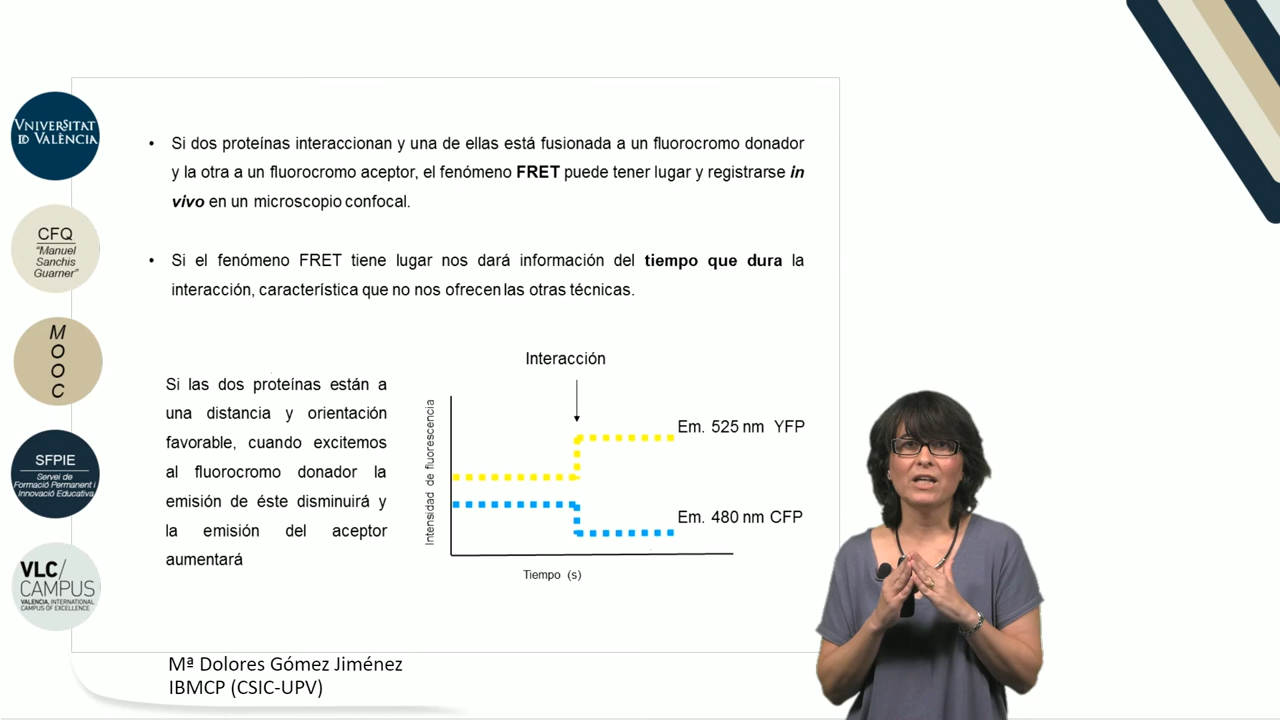 VNIVERSITAT
ID DE VALÈNCIA
CFQ
"Manuel
Sanchis
Guarner"
M
O
O
C
SFPIE
Servei de
Formació Permanent i
Innovació Educativa
VLC/
CAMPUS
VALENCIA, INTERNATIONAL
CAMPUS OF EXCELLENCE
• Si dos proteínas interaccionan y una de ellas está fusionada a un fluorocromo donador
y la otra a un fluorocromo aceptor, el fenómeno FRET puede tener lugar y registrarse in
vivo en un microscopio confocal.
• Si el fenómeno FRET tiene lugar nos dará información del tiempo que dura la
interacción, característica que no nos ofrecen las otras técnicas.
Si las dos proteínas están a
una distancia y orientación
favorable, cuando excitemos
al fluorocromo donador la
emisión de éste disminuirá y
la emisión del aceptor
aumentará
Interacción
Intensidad de fluorescencia
Em. 525 nm YFP
Em. 480 nm CFP
Tiempo (s)
Mª Dolores Gómez Jiménez
IBMCP (CSIC-UPV)